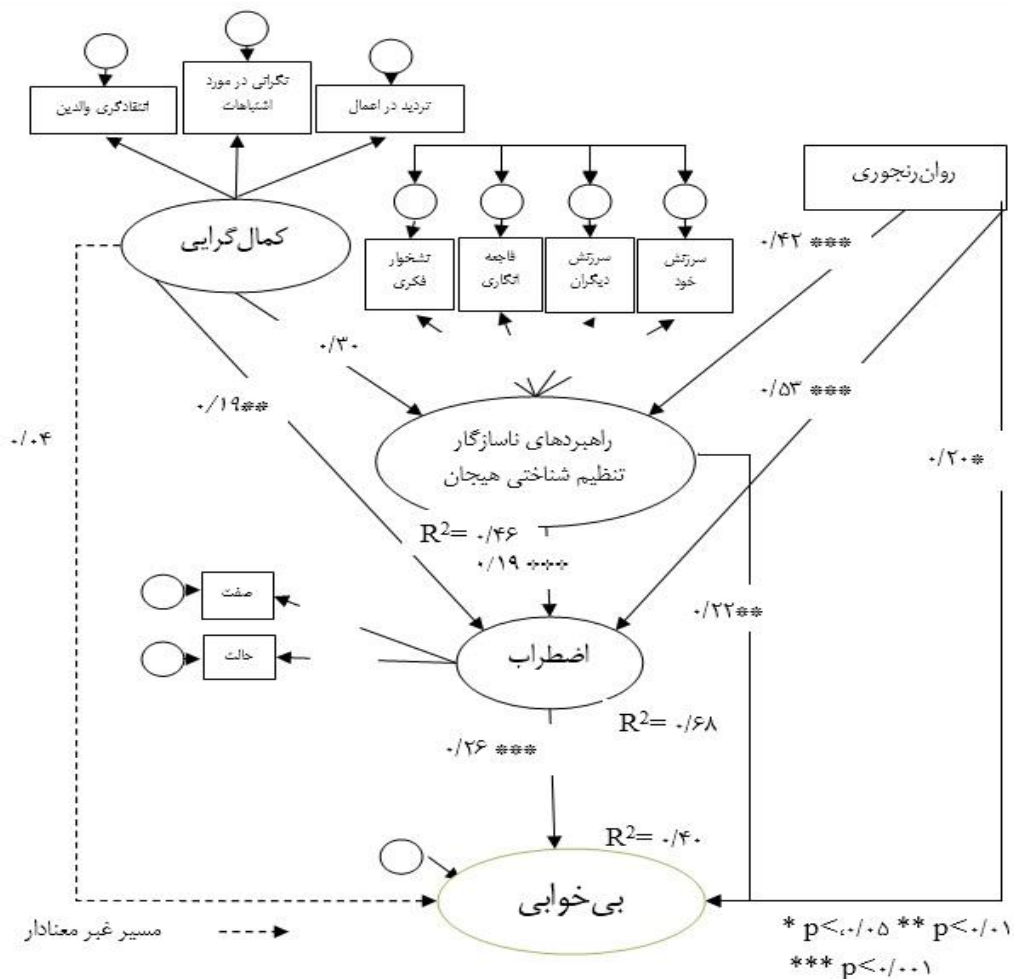 انتقادگری والدین
نگرانی در مورد
اشتباهات
تردید در اعمال
کمال‌گرایی
روان‌رنجوری
نشخوار
فکری
فاجعه
انگاری
سرزنش
دیگران
سرزنش
خود
۰/۴۲ ***
۰/۳۰
۰/۱۹**
۰/۵۳ ***
۰/۰۴
۰/۲۰*
راهبردهای ناسازگار
تنظیم شناختی هیجان
R²= ۰/۴۶
۰/۱۹ ***
۰/۲۲**
صفت
حالت
اضطراب
R²= ۰/۶۸
۰/۲۶ ***
R²= ۰/۴۰
بی‌خوابی
مسیر غیر معنادار
* p<۰/۰۵ ** p<۰/۰۱
*** p<۰/۰۰۱